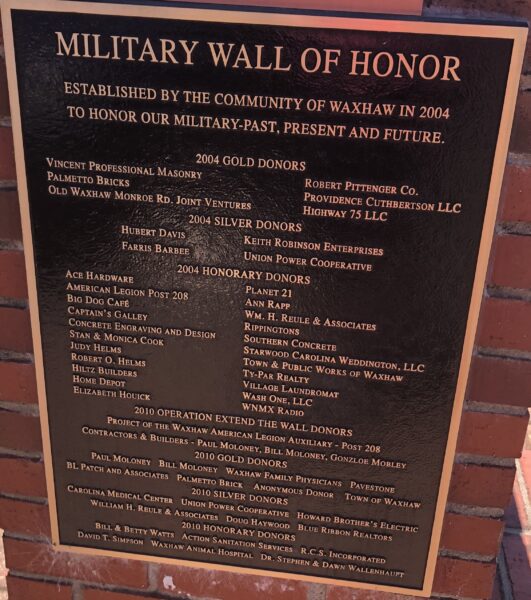 MILITARY WALL OF HONOR
ESTABLISHED BY THE COMMUNITY OF WAXHAW IN 2004
TO HONOR OUR MILITARY-PAST, PRESENT AND FUTURE.
2004 GOLD DONORS
VINCENT PROFESSIONAL MASONRY
PALMETTO BRICKS
OLD WAXHAW MONROE RD. JOINT VENTURES
ROBERT PITTENGER CO.
PROVIDENCE CUTHBERTSON LLC
HIGHWAY 75 LLC
2004 SILVER DONORS
HUBERT DAVIS
FARRIS BARBEE
KEITH ROBINSON ENTERPRISES
UNION POWER COOPERATIVE
2004 HONORARY DONORS
ACE HARDWARE
AMERICAN LEGION POST 208
BIG DOG CAFÉ
CAPTAIN'S GALLEY
CONCRETE ENGRAVING AND DESIGN
STAN & MONICA COOK
JUDY HELMS
ROBERT O. HELMS
HILTZ BUILDERS
HOME DEPOT
ELIZABETH HOUICK
PLANET 21
ANN RAPP
WM. H. REULE & ASSOCIATES
RIPPINGTONS
SOUTHERN CONCRETE
STARWOOD CAROLINA WEDDINGTON, LLC
TOWN & PUBLIC WORKS OF WAXHAW
TY-PAR REALTY
VILLAGE LAUNDROMAT
WASH ONE, LLC
WNMX RADIO
2010 OPERATION EXTEND THE WALL DONORS
PROJECT OF THE WAXHAW AMERICAN LEGION AUXILIARY - POST 208
CONTRACTORS & BUILDERS - PAUL MOLONEY, BILL MOLONEY, GONZLOE MOBLEY
2010 GOLD DONORS
PAUL MOLONEY BILL MOLONEY WAXHAW FAMILY PHYSICIANS PAVESTONE
BL PATCH AND ASSOCIATES PALMETTO BRICK ANONYMOUS DONOR TOWN OF WAXHAW
2010 SILVER DONORS
CAROLINA MEDICAL CENTER UNION POWER COOPERATIVE HOWARD BROTHER'S ELECTRIC
WILLIAM H. REULE & ASSOCIATES DOUG HAYWOOD BLUE RIBBON REALTORS
2010 HONORARY DONORS
BILL & BETTY WATTS ACTION SANITATION SERVICES R.C.S. INCORPORATED
DAVID T. SIMPSON WAXHAW ANIMAL HOSPITAL DR. STEPHEN & DAWN WALLENHAUPT